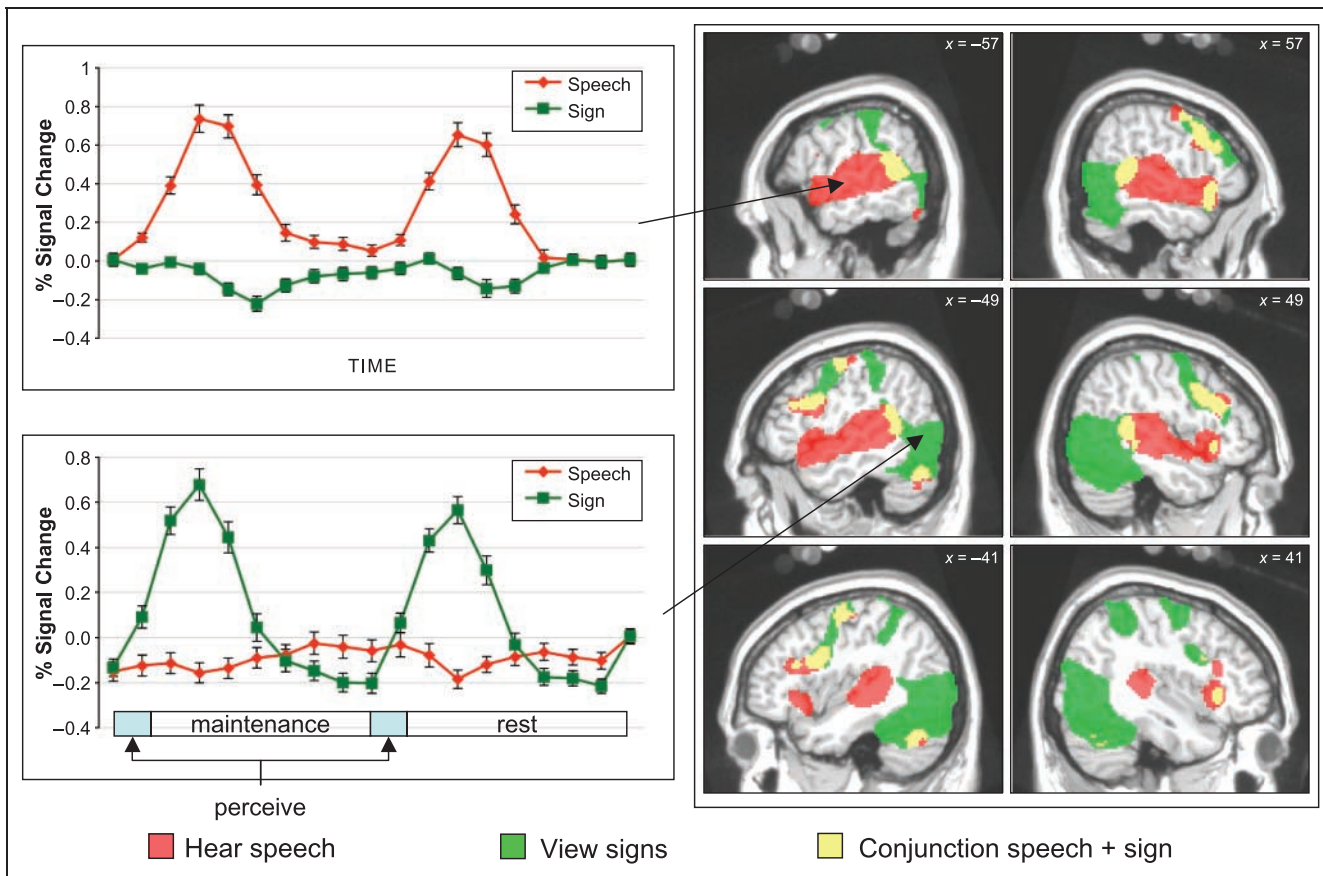 1
0.8
0.6
0.4
0.2
0.0
−0.2
−0.4
% Signal Change
Speech
Sign
TIME
0.8
0.6
0.4
0.2
0.0
−0.2
−0.4
% Signal Change
Speech
Sign
maintenance
rest
perceive
x = −57
x = 57
x = −49
x = 49
x = −41
x = 41
Hear speech
View signs
Conjunction speech + sign